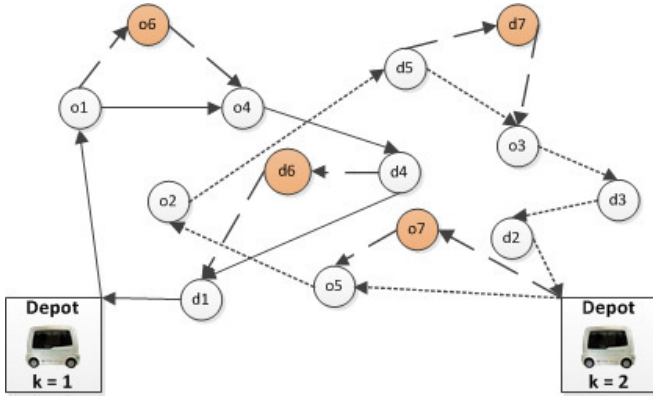 o6
d7
d5
o1
o4
o3
d6
d4
d3
o2
o7
d2
o5
d1
Depot
k = 1
Depot
k = 2